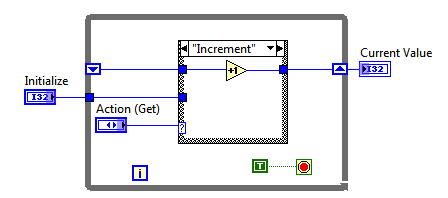 "Increment"
Current Value
+1
I32
Initialize
I32
Action (Get)
?
T
i